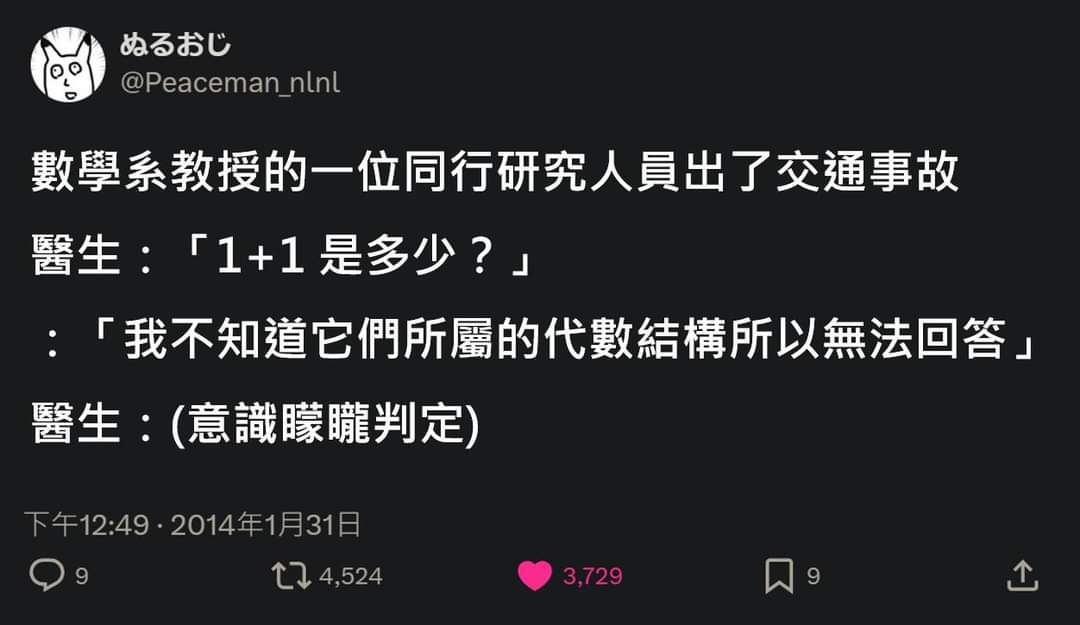 ぬるおじ
@Peaceman_nlnl
數學系教授的一位同行研究人員出了交通事故
醫生：「1+1 是多少？」
：「我不知道它們所屬的代數結構所以無法回答」
醫生：(意識矇矓判定)
下午12:49 · 2014年1月31日
9 4,524 3,729 9